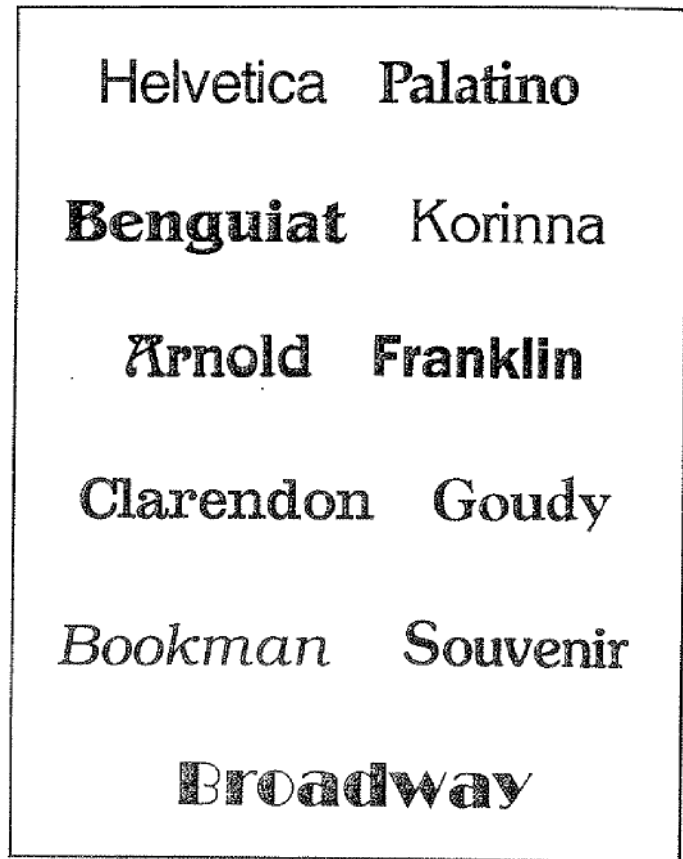 Helvetica Palatino
Benguiat Korinna
Arnold Franklin
Clarendon Goudy
Bookman Souvenir
Broadway